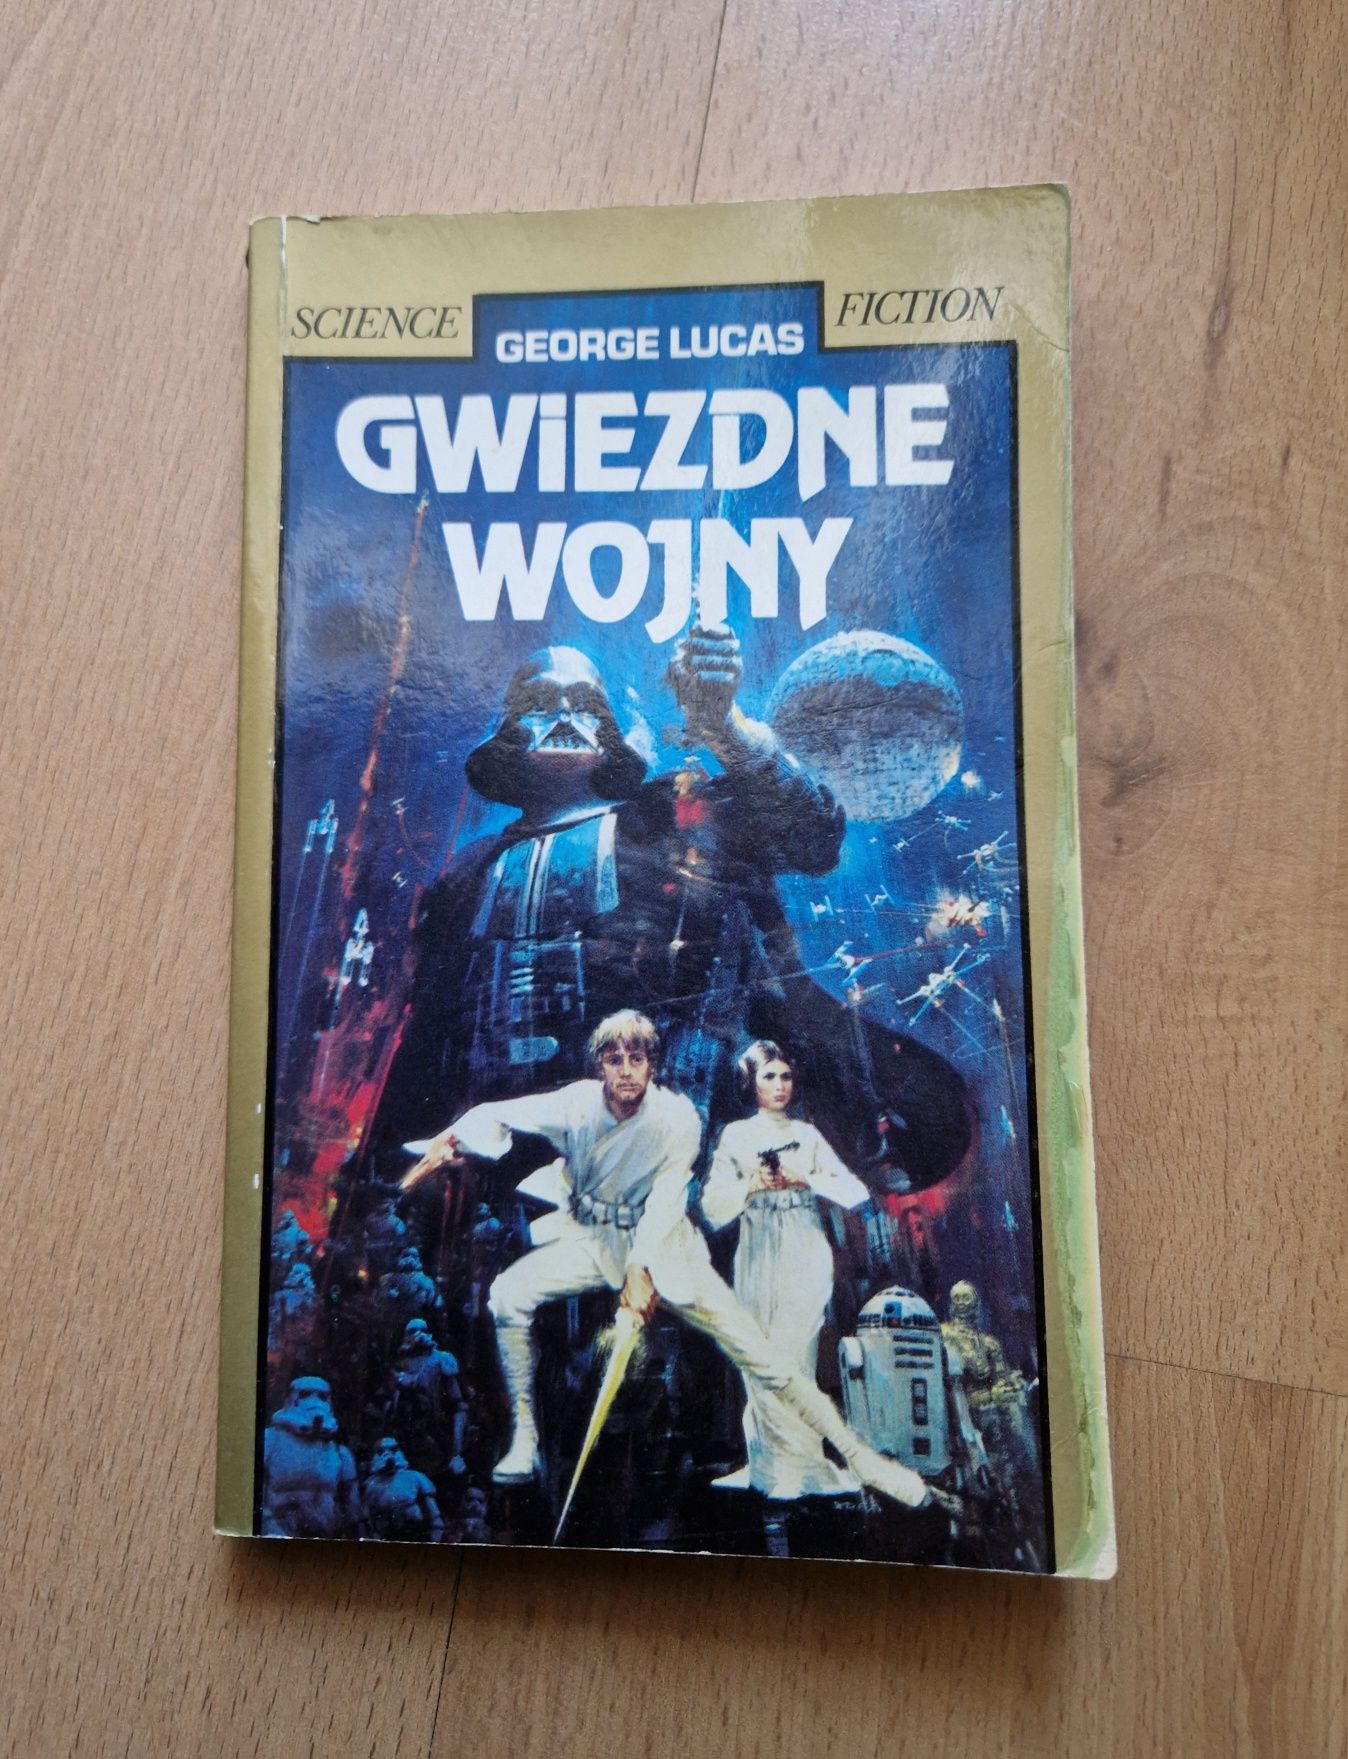 SCIENCE FICTION
GEORGE LUCAS
GWIEZDNE
WOJNY